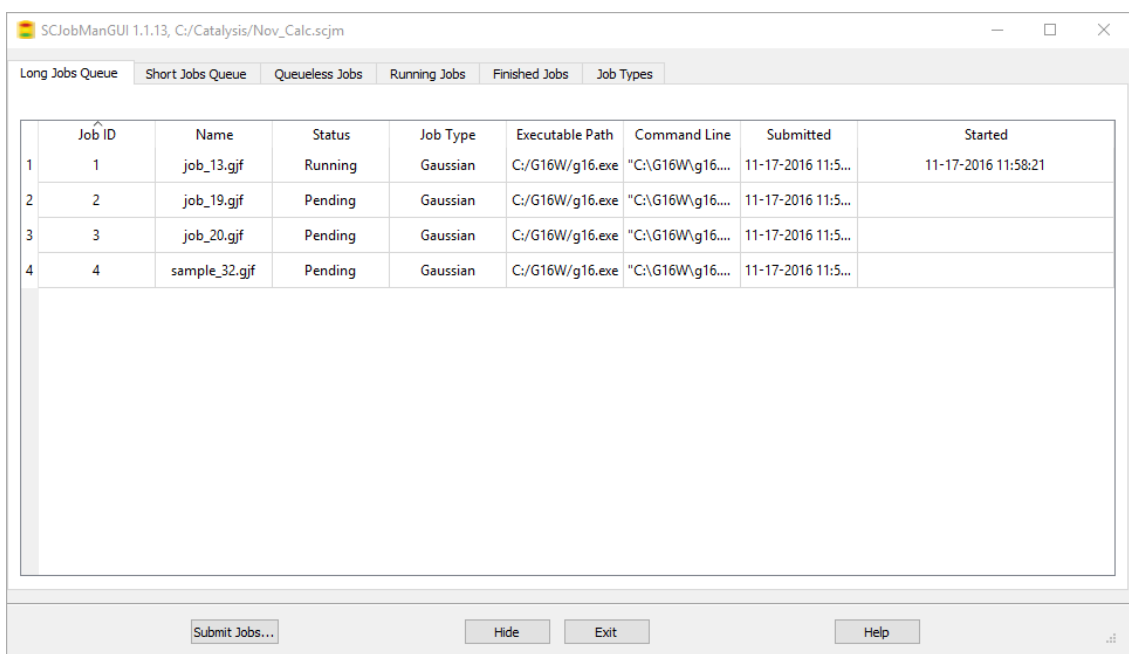 SCJobManGUI 1.1.13, C:/Catalysis/Nov_Calc.scjm
Long Jobs Queue Short Jobs Queue Queueless Jobs Running Jobs Finished Jobs Job Types
Job ID Name Status Job Type Executable Path Command Line Submitted Started
1 1 job_13.gjf Running Gaussian C:/G16W/g16.exe "C:\G16W\g16.... 11-17-2016 11:5... 11-17-2016 11:58:21
2 2 job_19.gjf Pending Gaussian C:/G16W/g16.exe "C:\G16W\g16.... 11-17-2016 11:5...
3 3 job_20.gjf Pending Gaussian C:/G16W/g16.exe "C:\G16W\g16.... 11-17-2016 11:5...
4 4 sample_32.gjf Pending Gaussian C:/G16W/g16.exe "C:\G16W\g16.... 11-17-2016 11:5...
Submit Jobs... Hide Exit Help